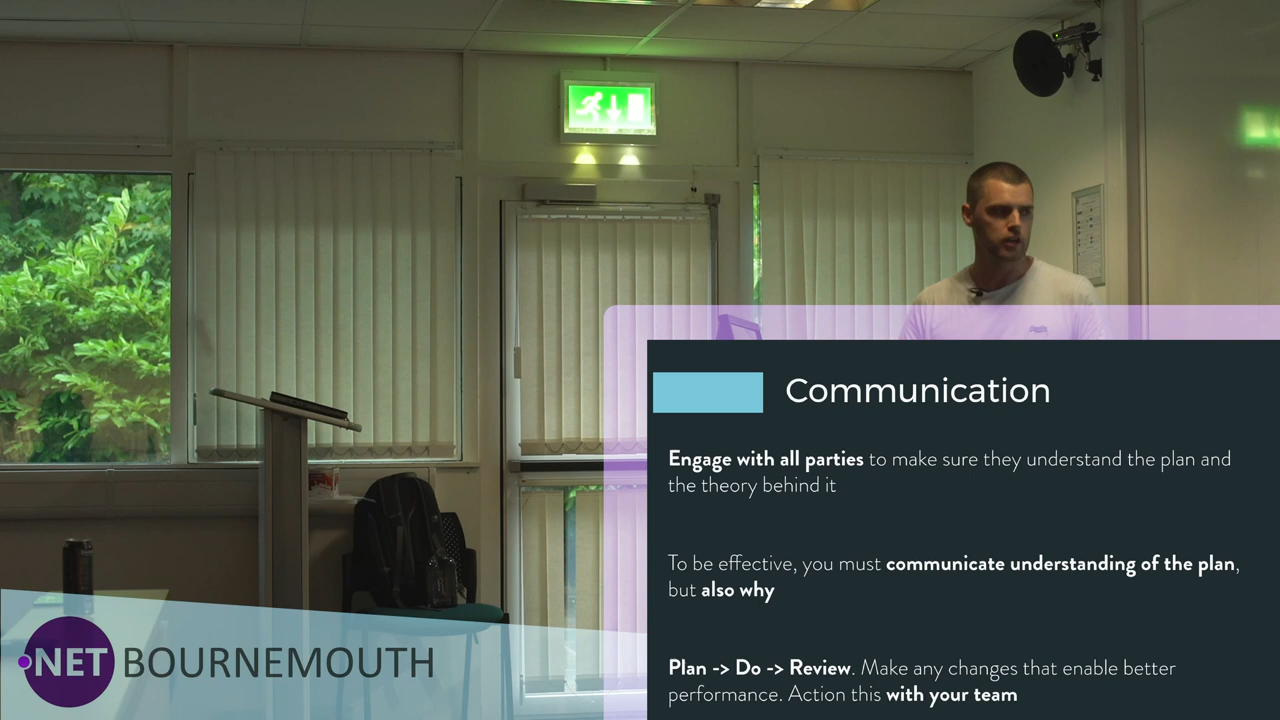 Communication
Engage with all parties to make sure they understand the plan and
the theory behind it
To be effective, you must communicate understanding of the plan,
but also why
Plan -> Do -> Review. Make any changes that enable better
performance. Action this with your team
.NET BOURNEMOUTH